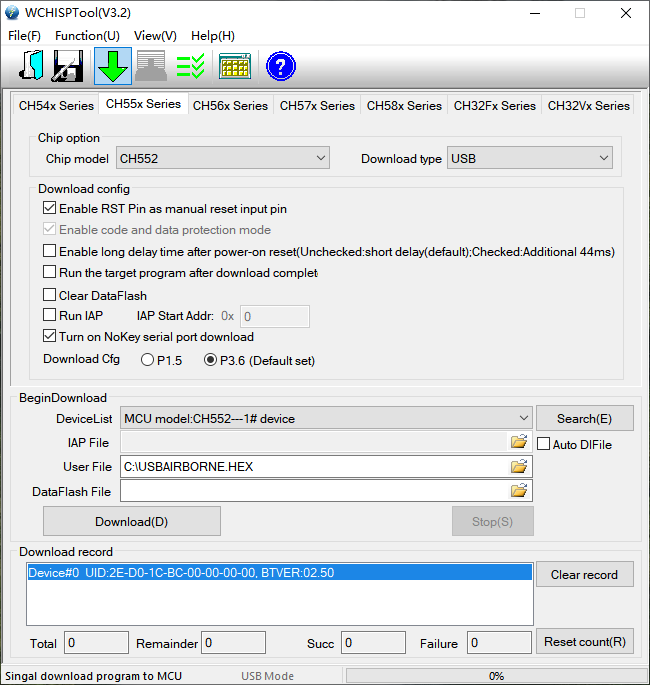 WCHISPTool(V3.2)
File(F) Function(U) View(V) Help(H)
?
CH54x Series CH55x Series CH56x Series CH57x Series CH58x Series CH32Fx Series CH32Vx Series
Chip option
Chip model CH552 Download type USB
Download config
Enable RST Pin as manual reset input pin
Enable code and data protection mode
Enable long delay time after power-on reset(Unchecked:short delay(default);Checked:Additional 44ms)
Run the target program after download complete
Clear DataFlash
Run IAP IAP Start Addr: 0x 0
Turn on NoKey serial port download
Download Cfg P1.5 P3.6 (Default set)
BeginDownload
DeviceList MCU model:CH552---1# device Search(E)
IAP File Auto DlFile
User File C:\USBAIRBORNE.HEX
DataFlash File
Download(D) Stop(S)
Download record
Device#0 UID:2E-D0-1C-BC-00-00-00-00, BTVER:02.50
Clear record
Total 0 Remainder 0 Succ 0 Failure 0 Reset count(R)
Singal download program to MCU USB Mode 0%